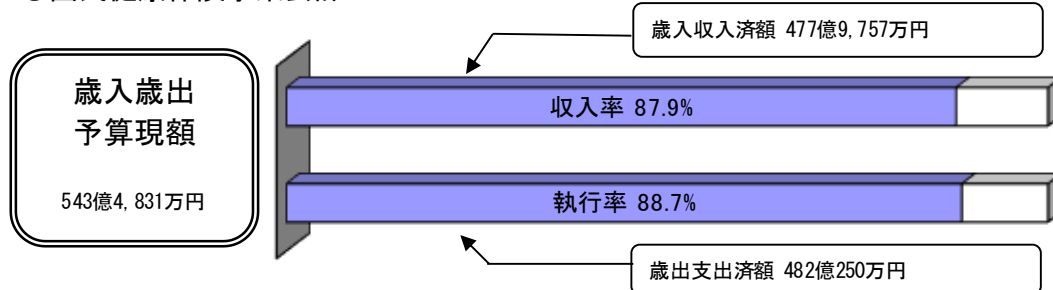 歳入収入済額 477億9,757万円
歳入歳出
予算現額
543億4,831万円
収入率 87.9%
執行率 88.7%
歳出支出済額 482億250万円